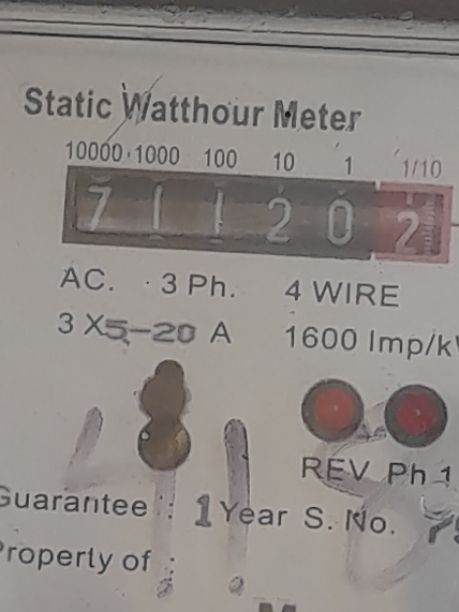 Static Watthour Meter
10000 1000 100 10 1 1/10
7 1 1 2 0 2
AC. 3 Ph. 4 WIRE
3 X5-20 A 1600 Imp/k
REV Ph 1
Guarantee : 1 Year S. No.
Property of :